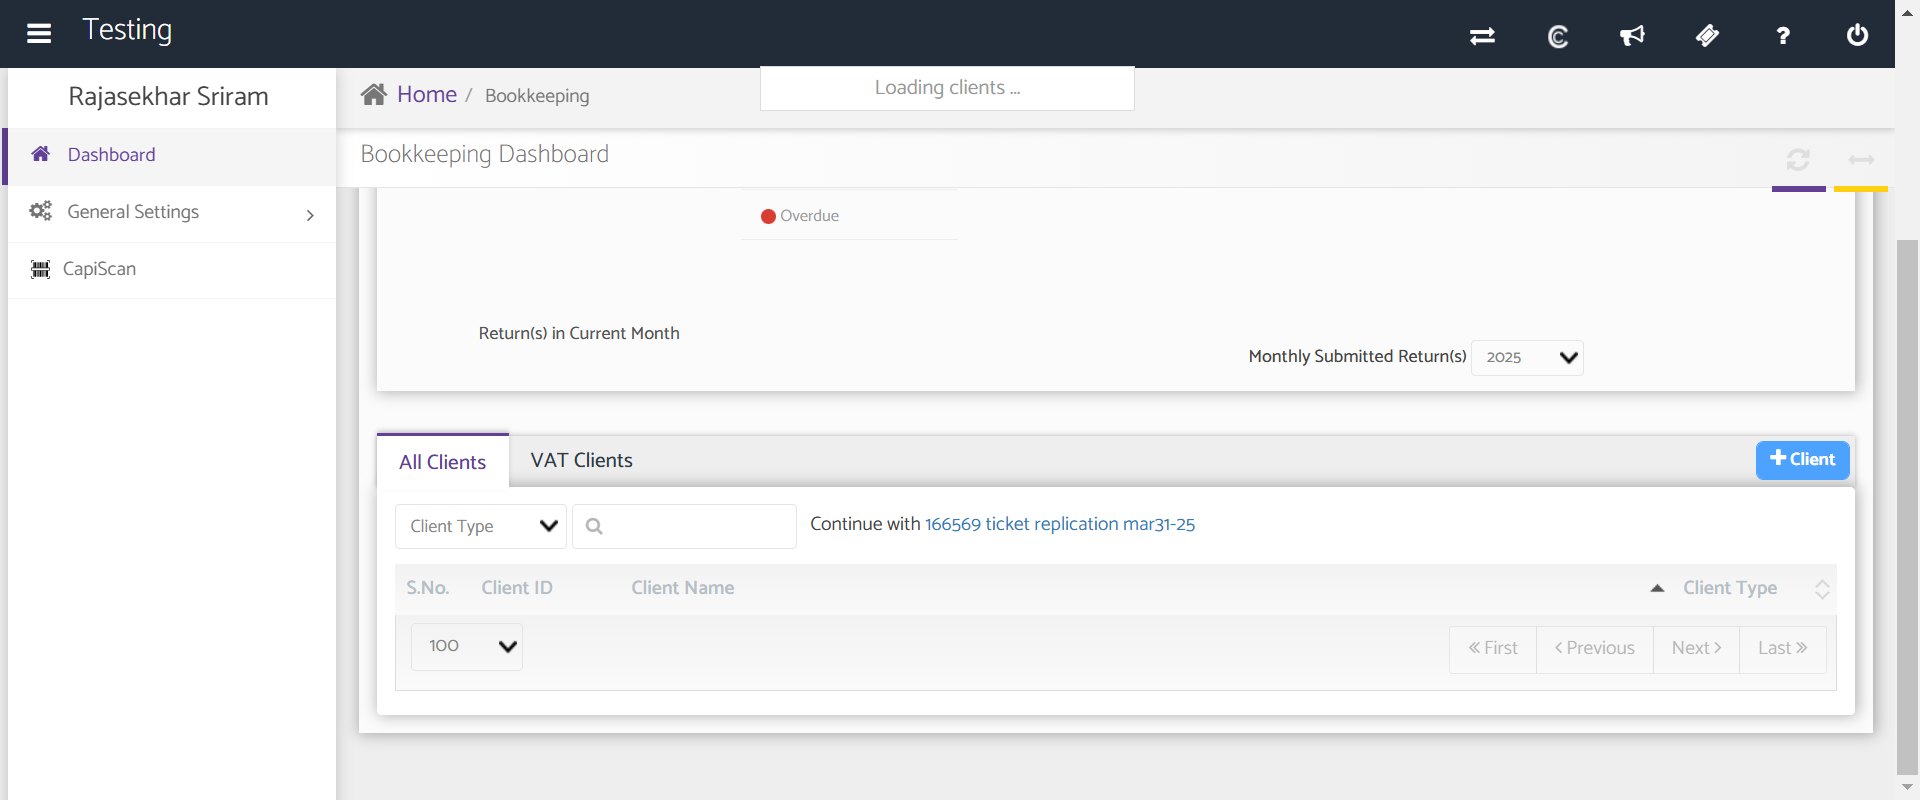 Testing
Rajasekhar Sriram
Dashboard
General Settings
CapiScan
Home / Bookkeeping
Loading clients ...
Bookkeeping Dashboard
Overdue
Return(s) in Current Month
Monthly Submitted Return(s) 2025
All Clients VAT Clients
Client
Client Type
Continue with 166569 ticket replication mar31-25
S.No. Client ID Client Name Client Type
100
First Previous Next Last